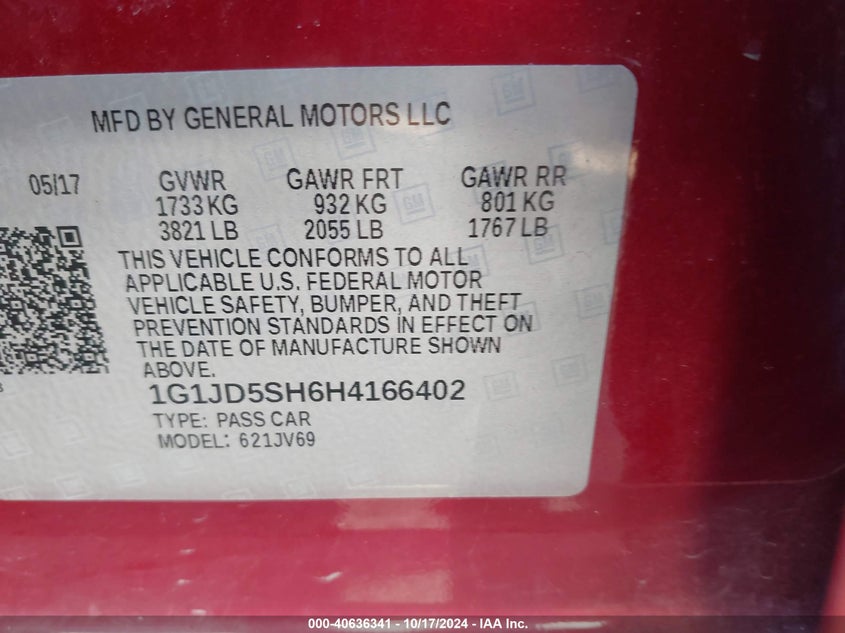 MFD BY GENERAL MOTORS LLC
05/17 GVWR GAWR FRT GAWR RR
1733 KG 932 KG 801 KG
3821 LB 2055 LB 1767 LB
THIS VEHICLE CONFORMS TO ALL
APPLICABLE U.S. FEDERAL MOTOR
VEHICLE SAFETY, BUMPER, AND THEFT
PREVENTION STANDARDS IN EFFECT ON
THE DATE OF MANUFACTURE SHOWN
ABOVE.
1G1JD5SH6H4166402
TYPE: PASS CAR
MODEL: 621JV69
000-40636341 - 10/17/2024 - IAA Inc.